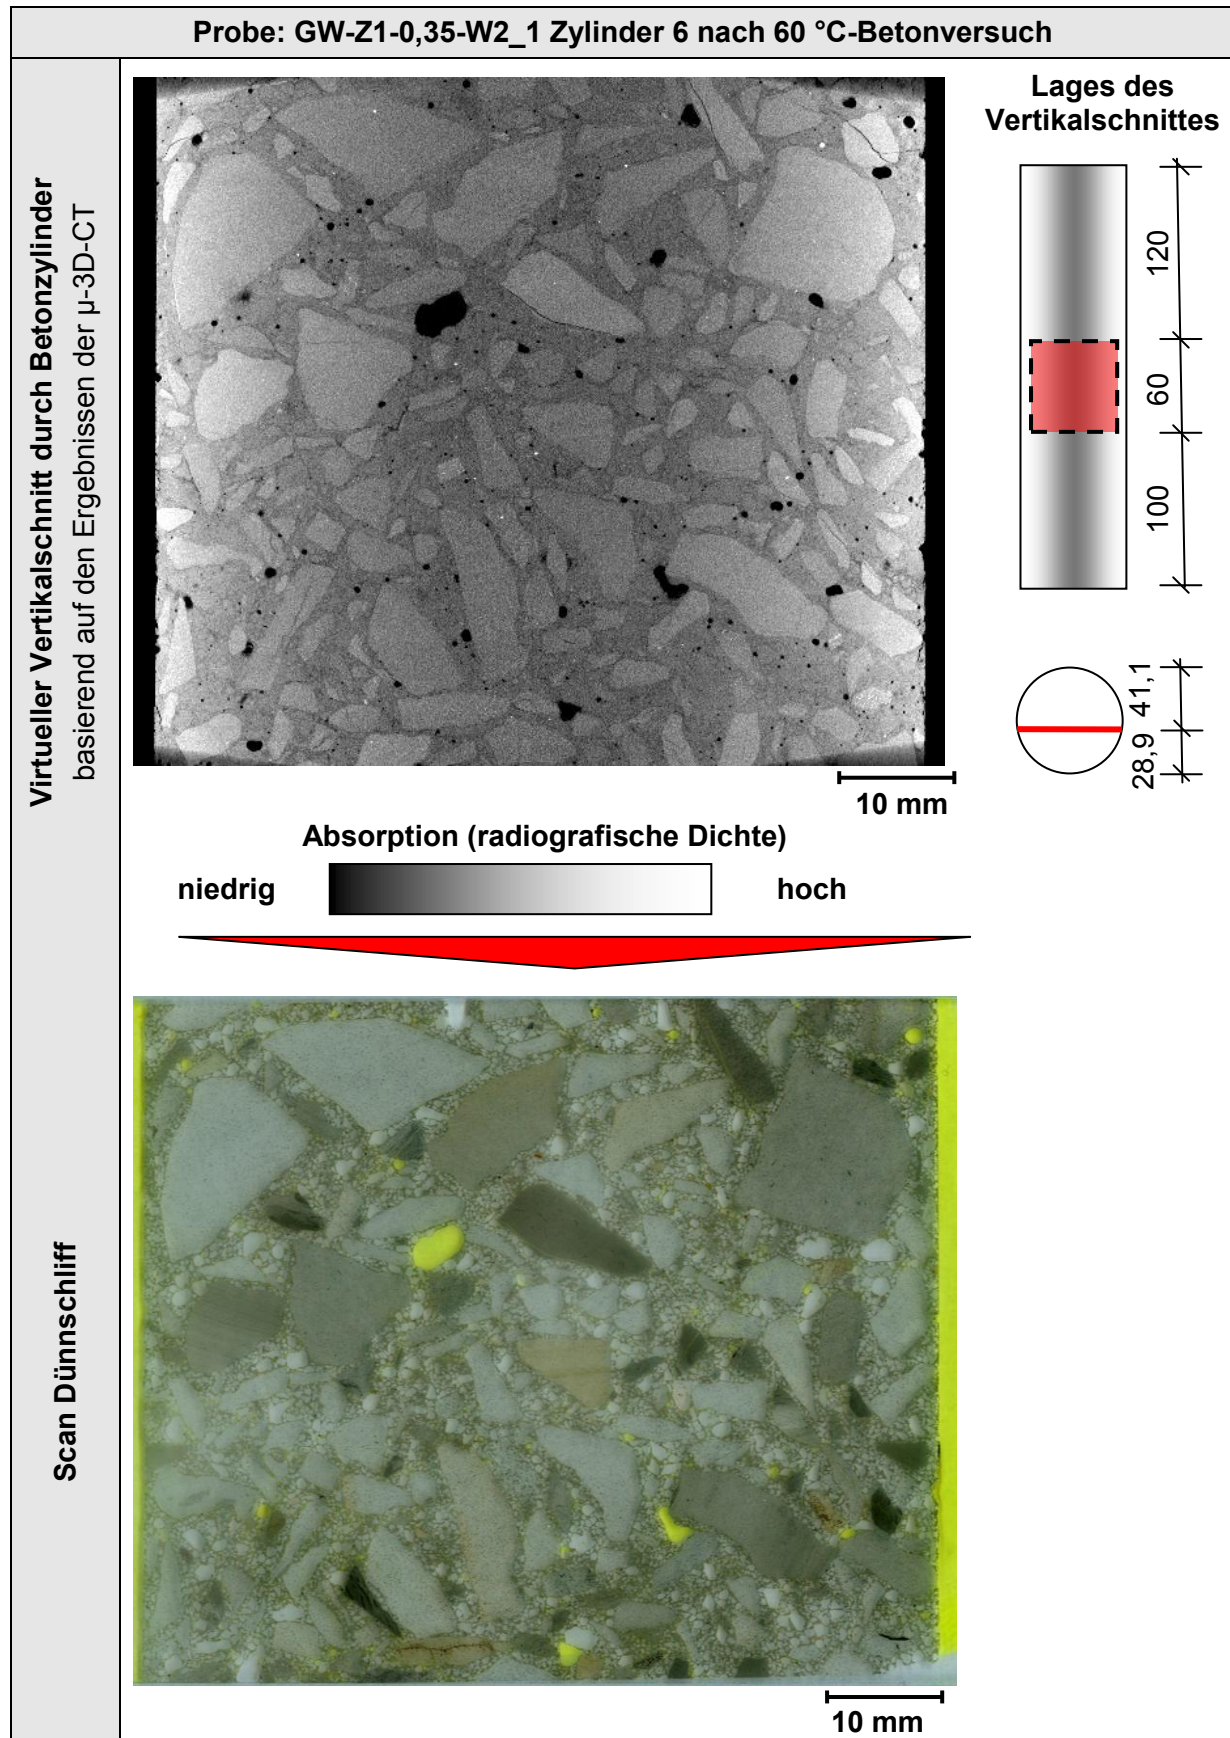 Probe: GW-Z1-0,35-W2_1 Zylinder 6 nach 60 °C-Betonversuch
Virtueller Vertikalschnitt durch Betonzylinder
basierend auf den Ergebnissen der µ-3D-CT
Lages des
Vertikalschnittes
120
60
100
41,1
28,9
10 mm
Absorption (radiografische Dichte)
niedrig
hoch
Scan Dünnschliff
10 mm